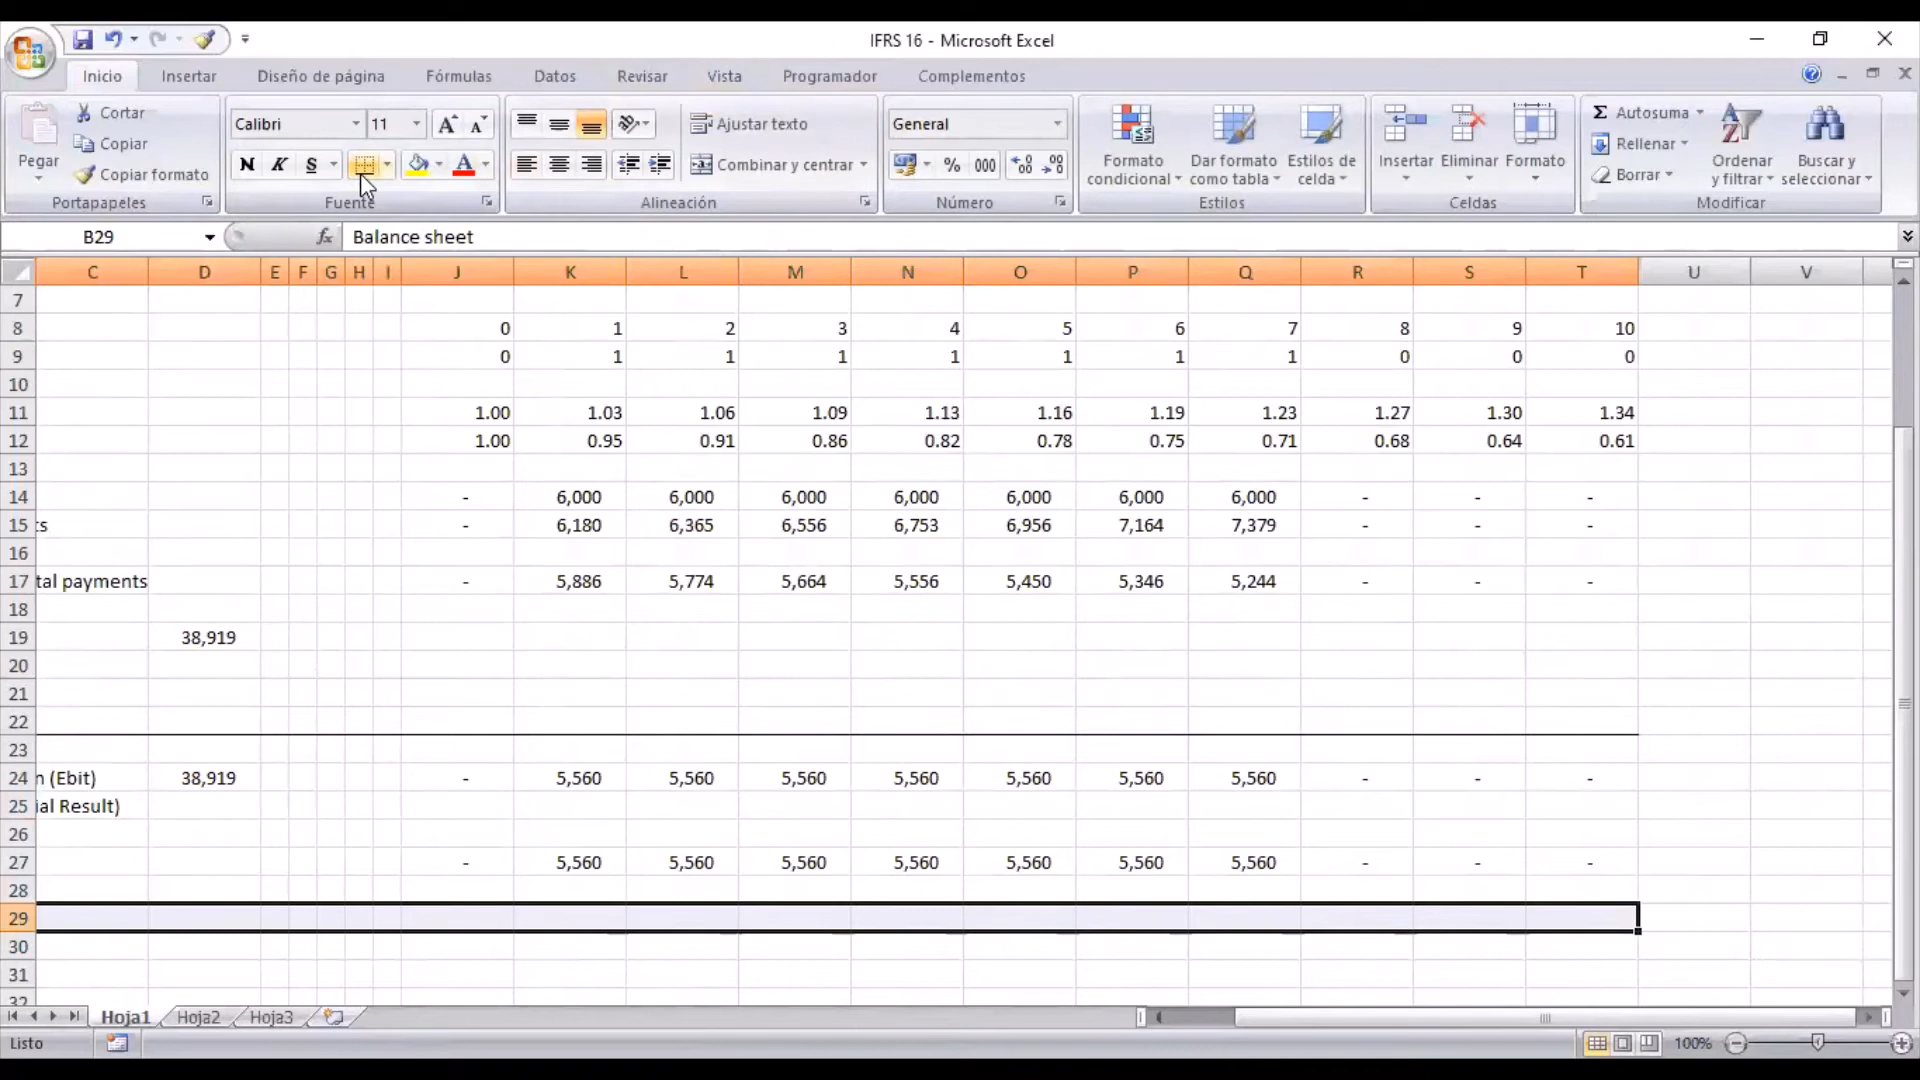 IFRS 16 - Microsoft Excel
Inicio Insertar Diseño de página Fórmulas Datos Revisar Vista Programador Complementos
Pegar
Cortar
Copiar
Copiar formato
Portapapeles
Calibri 11
N K S
Fuente
Ajustar texto
Combinar y centrar
Alineación
General
% 000
Número
Formato condicional
Dar formato como tabla
Estilos de celda
Estilos
Insertar Eliminar Formato
Celdas
Σ Autosuma
Rellenar
Borrar
Ordenar y filtrar
Buscar y seleccionar
Modificar
B29 fx Balance sheet
C D E F G H I J K L M N O P Q R S T U V
7
8 0 1 2 3 4 5 6 7 8 9 10
9 0 1 1 1 1 1 1 1 0 0 0
10
11 1.00 1.03 1.06 1.09 1.13 1.16 1.19 1.23 1.27 1.30 1.34
12 1.00 0.95 0.91 0.86 0.82 0.78 0.75 0.71 0.68 0.64 0.61
13
14 - 6,000 6,000 6,000 6,000 6,000 6,000 6,000 - - -
15 ts - 6,180 6,365 6,556 6,753 6,956 7,164 7,379 - - -
16
17 tal payments - 5,886 5,774 5,664 5,556 5,450 5,346 5,244 - - -
18
19 38,919
20
21
22
23
24 n (Ebit) 38,919 - 5,560 5,560 5,560 5,560 5,560 5,560 5,560 - - -
25 ial Result)
26
27 - 5,560 5,560 5,560 5,560 5,560 5,560 5,560 - - -
28
29
30
31
32
Hoja1 Hoja2 Hoja3
Listo 100%